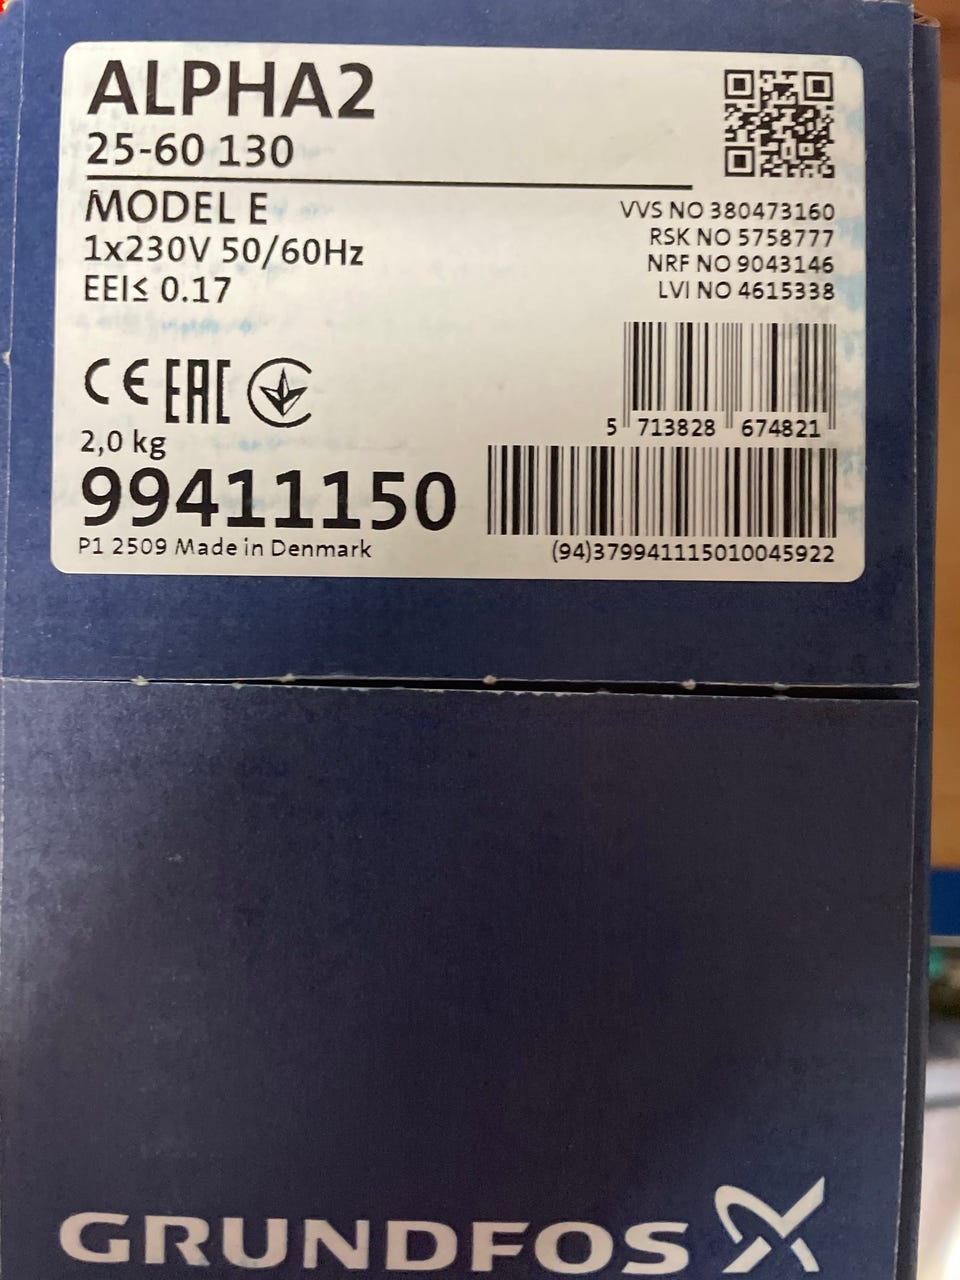 ALPHA2
25-60 130
MODEL E
1x230V 50/60Hz
EEI≤ 0.17
VVS NO 380473160
RSK NO 5758777
NRF NO 9043146
LVI NO 4615338
CE EAC
5 713828 674821
2,0 kg
99411150
P1 2509 Made in Denmark
(94)379941115010045922
GRUNDFOS